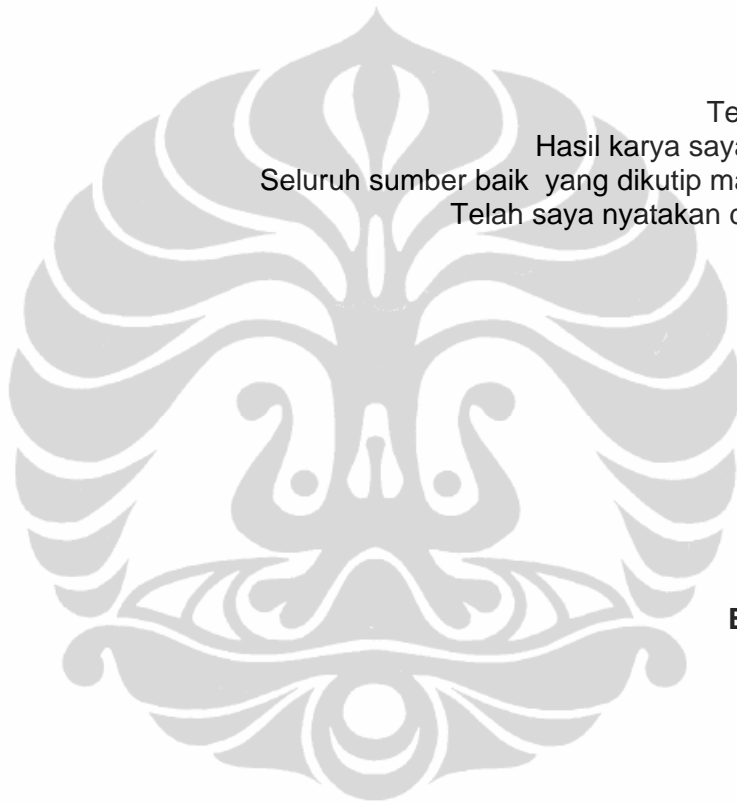 Te
Hasil karya saya
Seluruh sumber baik yang dikutip ma
Telah saya nyatakan d